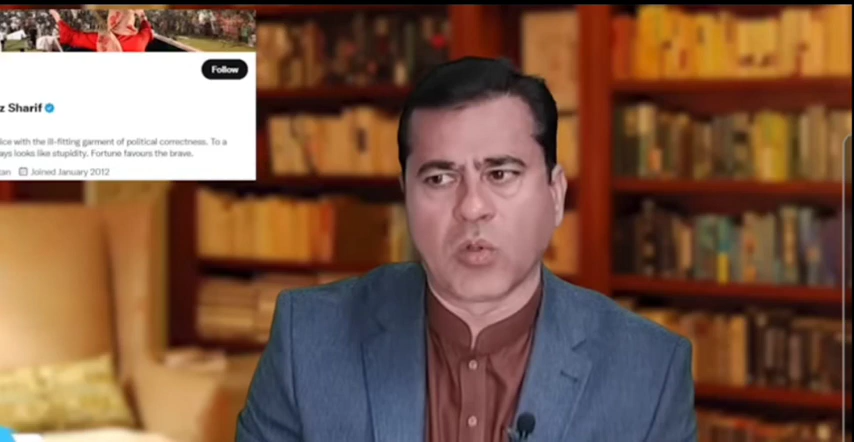 Follow
z Sharif
ice with the ill-fitting garment of political correctness. To a
ays looks like stupidity. Fortune favours the brave.
tan Joined January 2012